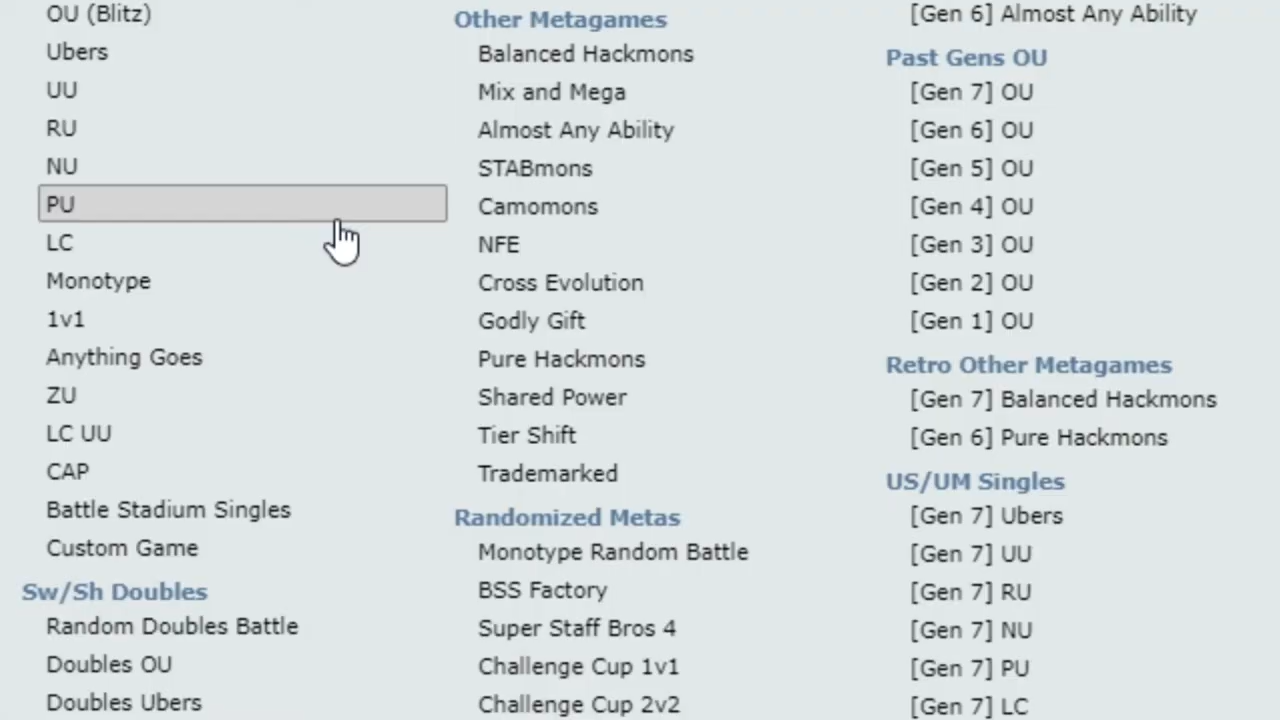 OU (Blitz)
Ubers
UU
RU
NU
PU
LC
Monotype
1v1
Anything Goes
ZU
LC UU
CAP
Battle Stadium Singles
Custom Game
Sw/Sh Doubles
Random Doubles Battle
Doubles OU
Doubles Ubers
Other Metagames
Balanced Hackmons
Mix and Mega
Almost Any Ability
STABmons
Camomons
NFE
Cross Evolution
Godly Gift
Pure Hackmons
Shared Power
Tier Shift
Trademarked
Randomized Metas
Monotype Random Battle
BSS Factory
Super Staff Bros 4
Challenge Cup 1v1
Challenge Cup 2v2
[Gen 6] Almost Any Ability
Past Gens OU
[Gen 7] OU
[Gen 6] OU
[Gen 5] OU
[Gen 4] OU
[Gen 3] OU
[Gen 2] OU
[Gen 1] OU
Retro Other Metagames
[Gen 7] Balanced Hackmons
[Gen 6] Pure Hackmons
US/UM Singles
[Gen 7] Ubers
[Gen 7] UU
[Gen 7] RU
[Gen 7] NU
[Gen 7] PU
[Gen 7] LC